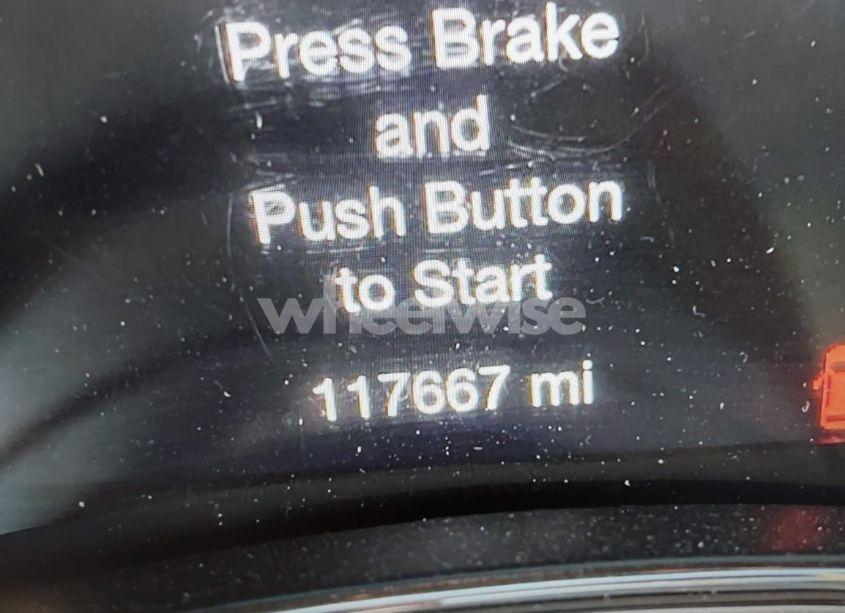 Press Brake
and
Push Button
to Start
wheelwise
117667 mi